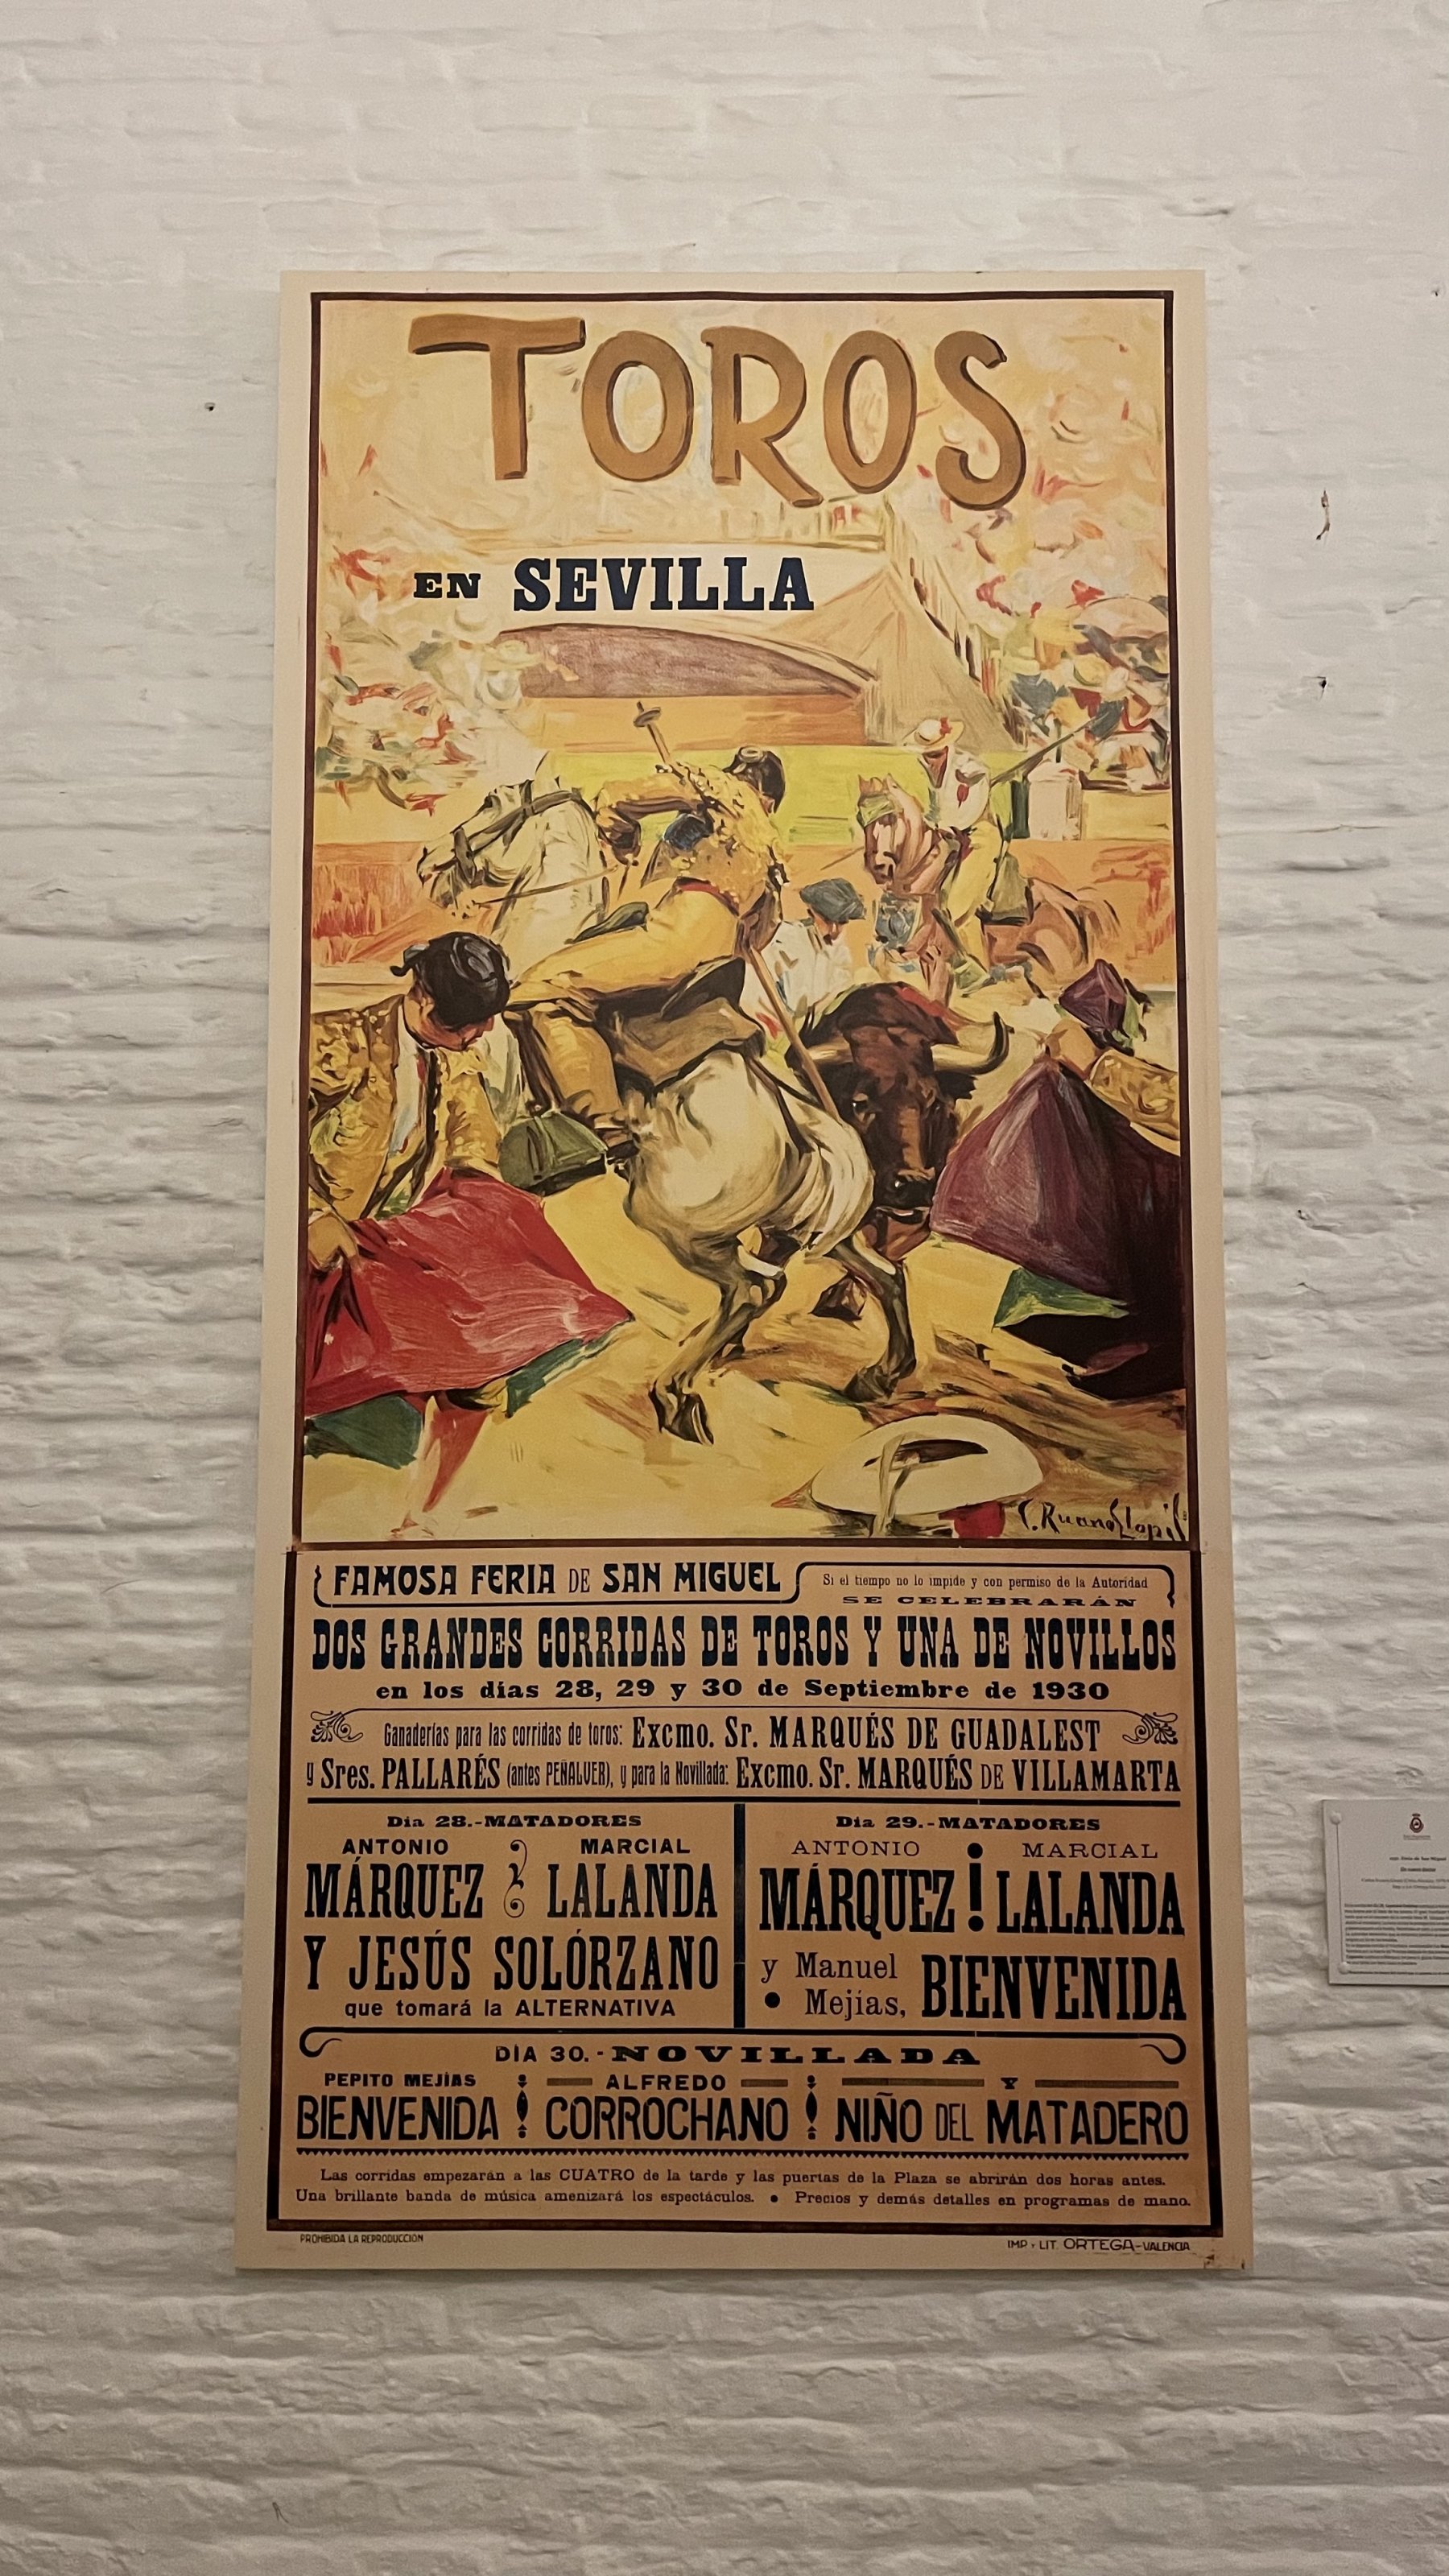 TOROS
EN SEVILLA
C. Ruano Llopis
FAMOSA FERIA DE SAN MIGUEL
Si el tiempo no lo impide y con permiso de la Autoridad
SE CELEBRARÁN
DOS GRANDES CORRIDAS DE TOROS Y UNA DE NOVILLOS
en los días 28, 29 y 30 de Septiembre de 1930
Ganaderías para las corridas de toros: Excmo. Sr. MARQUÉS DE GUADALEST
y Sres. PALLARÉS (antes PEÑALVER), y para la Novillada: Excmo. Sr. MARQUÉS DE VILLAMARTA
Día 28.-MATADORES
ANTONIO MARCIAL
MÁRQUEZ LALANDA
Y JESÚS SOLÓRZANO
que tomará la ALTERNATIVA
Día 29.-MATADORES
ANTONIO MARCIAL
MÁRQUEZ LALANDA
y Manuel
Mejías, BIENVENIDA
DÍA 30.-NOVILLADA
PEPITO MEJÍAS ALFREDO Y
BIENVENIDA CORROCHANO NIÑO DEL MATADERO
Las corridas empezarán a las CUATRO de la tarde y las puertas de la Plaza se abrirán dos horas antes.
Una brillante banda de música amenizará los espectáculos. • Precios y demás detalles en programas de mano.
PROHIBIDA LA REPRODUCCIÓN
IMP. Y LIT. ORTEGA-VALENCIA